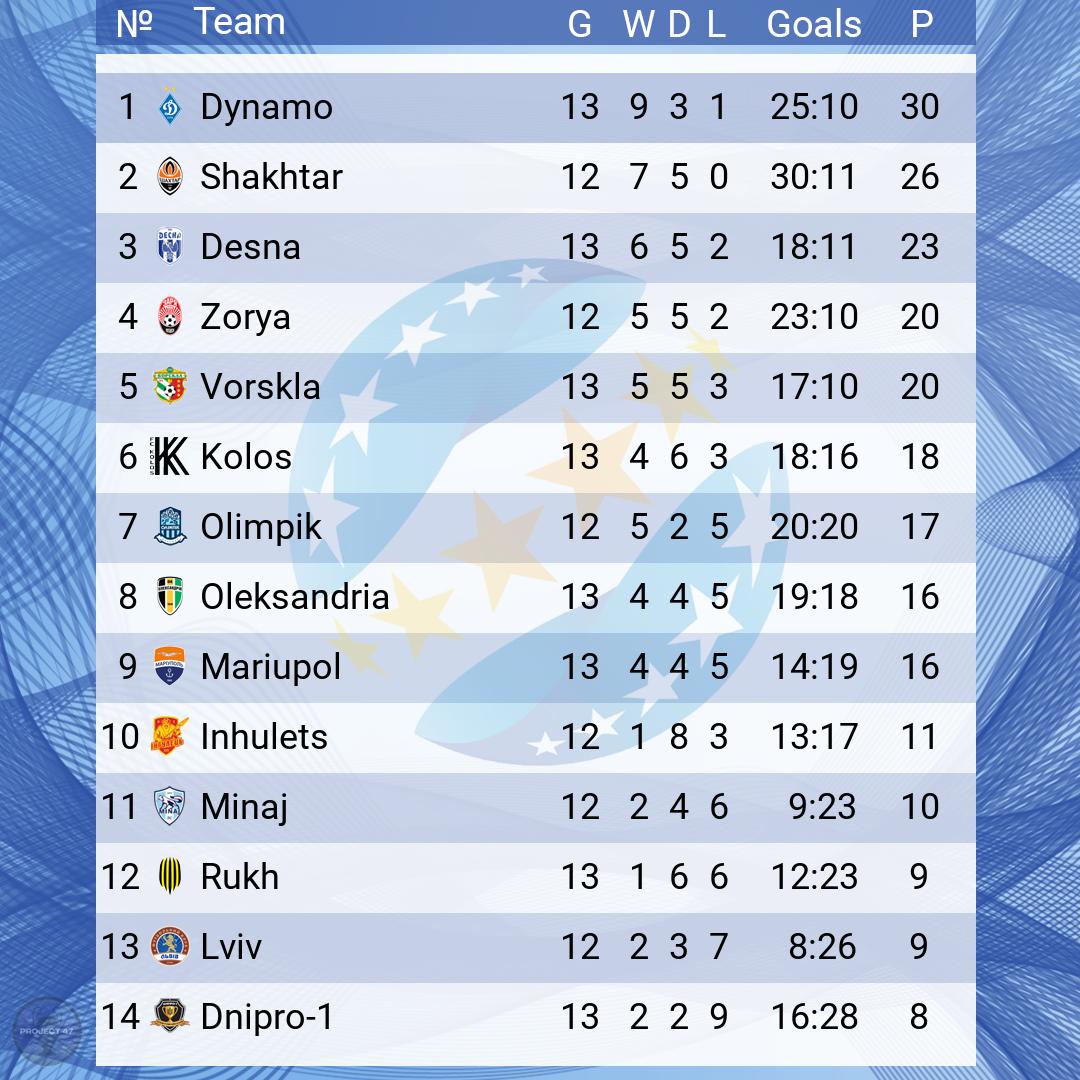 № Team G W D L Goals P
1 Dynamo 13 9 3 1 25:10 30
2 Shakhtar 12 7 5 0 30:11 26
3 Desna 13 6 5 2 18:11 23
4 Zorya 12 5 5 2 23:10 20
5 Vorskla 13 5 5 3 17:10 20
6 Kolos 13 4 6 3 18:16 18
7 Olimpik 12 5 2 5 20:20 17
8 Oleksandria 13 4 4 5 19:18 16
9 Mariupol 13 4 4 5 14:19 16
10 Inhulets 12 1 8 3 13:17 11
11 Minaj 12 2 4 6 9:23 10
12 Rukh 13 1 6 6 12:23 9
13 Lviv 12 2 3 7 8:26 9
14 Dnipro-1 13 2 2 9 16:28 8
PROJECT 47